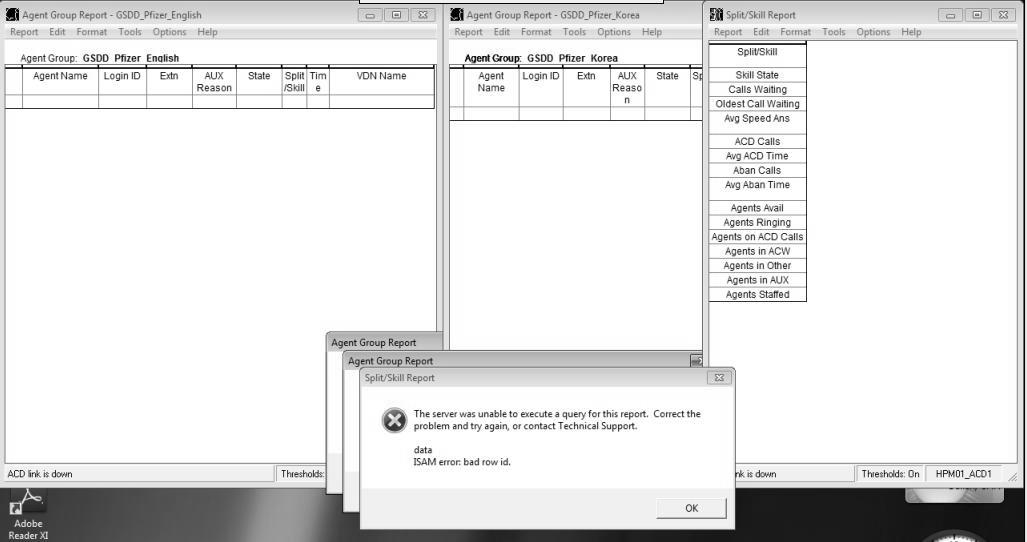 Agent Group Report - GSDD_Pfizer_English
Report Edit Format Tools Options Help
Agent Group: GSDD Pfizer English
Agent Name Login ID Extn AUX Reason State Split /Skill Tim e VDN Name
ACD link is down
Thresholds:
Agent Group Report - GSDD_Pfizer_Korea
Report Edit Format Tools Options Help
Agent Group: GSDD Pfizer Korea
Agent Name Login ID Extn AUX Reaso n State Sp
Split/Skill Report
Report Edit Format Tools Options Help
Split/Skill
Skill State
Calls Waiting
Oldest Call Waiting
Avg Speed Ans
ACD Calls
Avg ACD Time
Aban Calls
Avg Aban Time
Agents Avail
Agents Ringing
Agents on ACD Calls
Agents in ACW
Agents in Other
Agents in AUX
Agents Staffed
nk is down
Thresholds: On
HPM01_ACD1
Agent Group Report
Agent Group Report
Split/Skill Report
The server was unable to execute a query for this report. Correct the
problem and try again, or contact Technical Support.
data
ISAM error: bad row id.
OK
Adobe
Reader XI